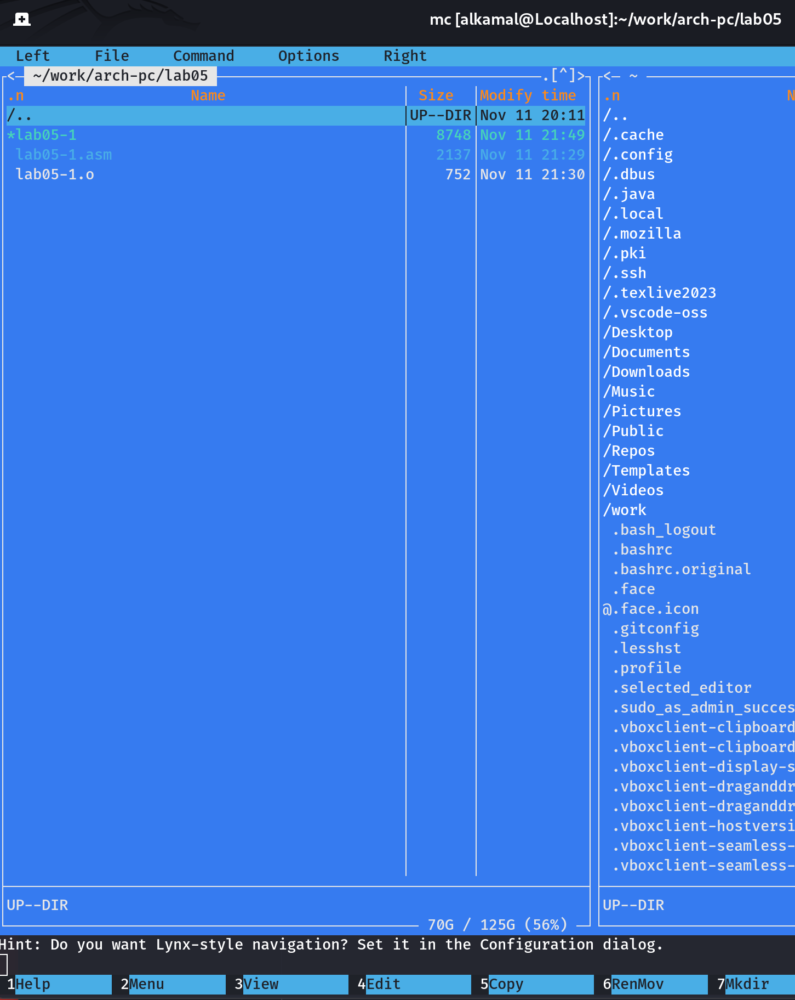 mc [alkamal@Localhost]:~/work/arch-pc/lab05
Left File Command Options Right
<─ ~/work/arch-pc/lab05 .[^]>
.n Name Size Modify time
/.. UP--DIR Nov 11 20:11
*lab05-1 8748 Nov 11 21:49
lab05-1.asm 2137 Nov 11 21:29
lab05-1.o 752 Nov 11 21:30
UP--DIR
70G / 125G (56%)
<─ ~
.n N
/..
/.cache
/.config
/.dbus
/.java
/.local
/.mozilla
/.pki
/.ssh
/.texlive2023
/.vscode-oss
/Desktop
/Documents
/Downloads
/Music
/Pictures
/Public
/Repos
/Templates
/Videos
/work
.bash_logout
.bashrc
.bashrc.original
.face
@.face.icon
.gitconfig
.lesshst
.profile
.selected_editor
.sudo_as_admin_succes
.vboxclient-clipboard
.vboxclient-clipboard
.vboxclient-display-s
.vboxclient-draganddr
.vboxclient-draganddr
.vboxclient-hostversi
.vboxclient-seamless-
.vboxclient-seamless-
UP--DIR
Hint: Do you want Lynx-style navigation? Set it in the Configuration dialog.
1Help 2Menu 3View 4Edit 5Copy 6RenMov 7Mkdir